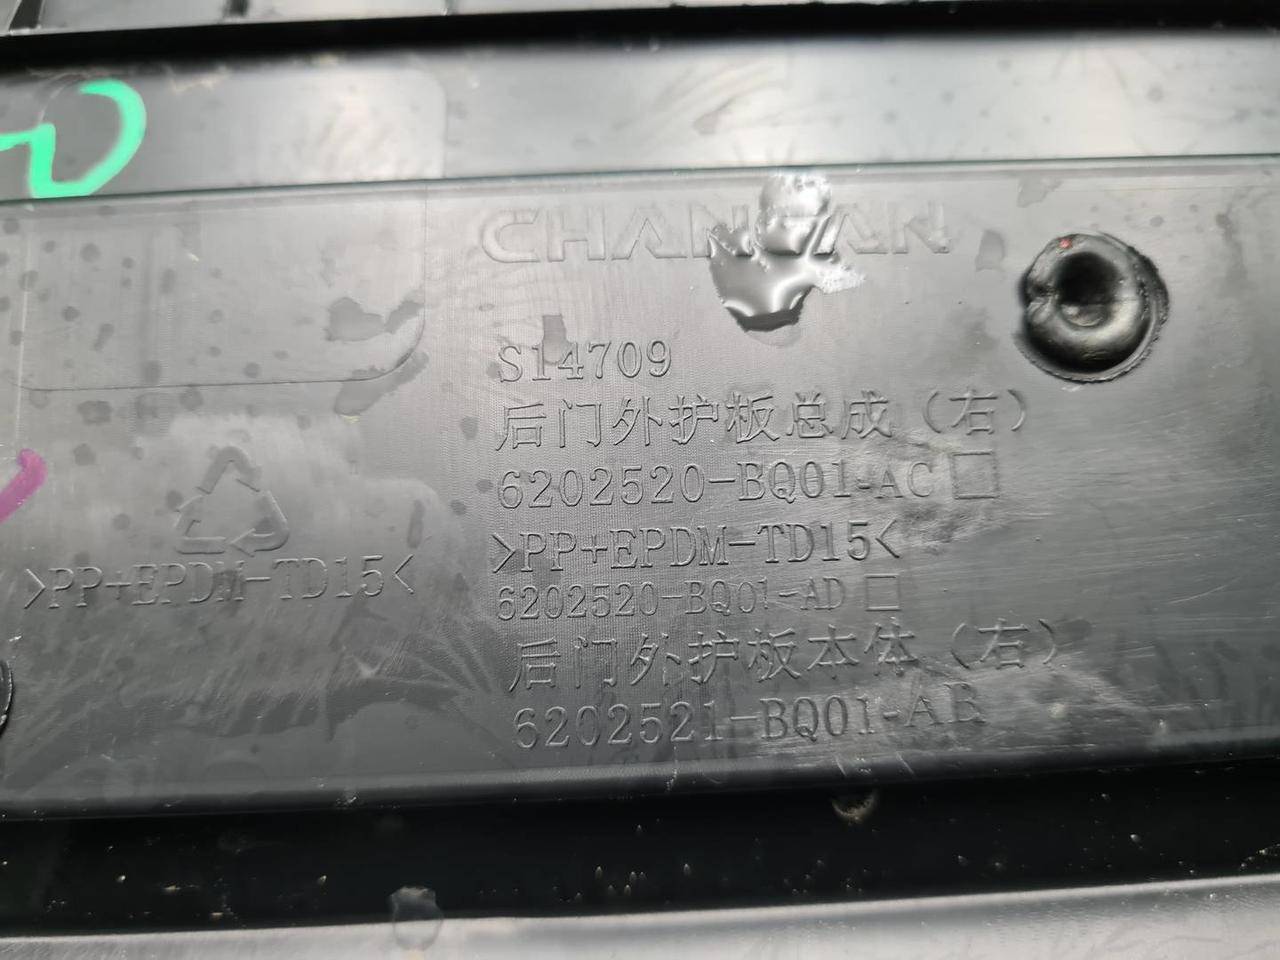 CHANGAN
S14709
后门外护板总成（右）
6202520-BQ01-AC□
>PP+EPDM-TD15<
>PP+EPDM-TD15<
6202520-BQ01-AD□
后门外护板本体（右）
6202521-BQ01-AB